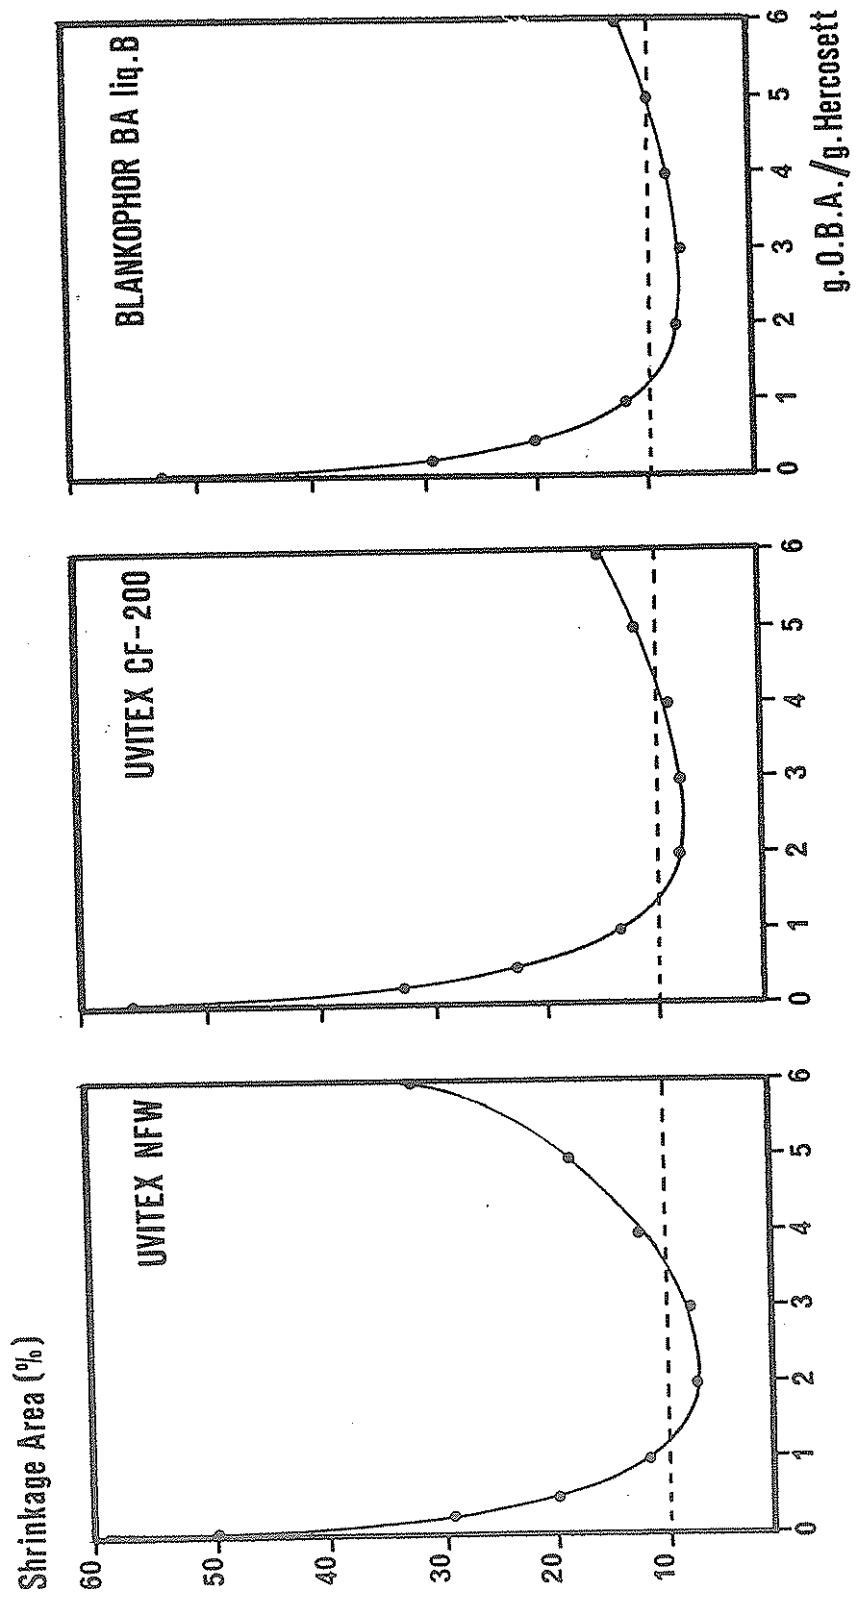 Shrinkage Area (%)
60
50
40
30
20
10
UVITEX NFW
0 1 2 3 4 5 6
UVITEX CF-200
0 1 2 3 4 5 6
BLANKOPHOR BA liq.B
0 1 2 3 4 5 6
g.O.B.A./g.Hercosett